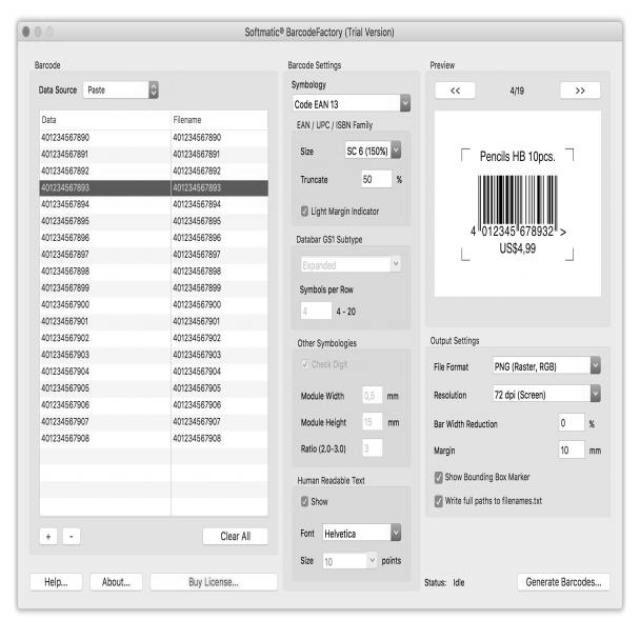 Softmatic® BarcodeFactory (Trial Version)
Barcode
Data Source Paste
Data Filename
401234567890 401234567890
401234567891 401234567891
401234567892 401234567892
401234567893 401234567893
401234567894 401234567894
401234567895 401234567895
401234567896 401234567896
401234567897 401234567897
401234567898 401234567898
401234567899 401234567899
401234567900 401234567900
401234567901 401234567901
401234567902 401234567902
401234567903 401234567903
401234567904 401234567904
401234567905 401234567905
401234567906 401234567906
401234567907 401234567907
401234567908 401234567908
+ - Clear All
Help... About... Buy License...
Barcode Settings
Symbology
Code EAN 13
EAN / UPC / ISBN Family
Size SC 6 (150%)
Truncate 50 %
Light Margin Indicator
Databar GS1 Subtype
Expanded
Symbols per Row
4 4 - 20
Other Symbologies
Check Digit
Module Width 0,5 mm
Module Height 15 mm
Ratio (2.0-3.0) 3
Human Readable Text
Show
Font Helvetica
Size 10 points
Preview
<< 4/19 >>
Pencils HB 10pcs.
4 012345 678932 >
US$4,99
Output Settings
File Format PNG (Raster, RGB)
Resolution 72 dpi (Screen)
Bar Width Reduction 0 %
Margin 10 mm
Show Bounding Box Marker
Write full paths to filenames.txt
Status: Idle Generate Barcodes...